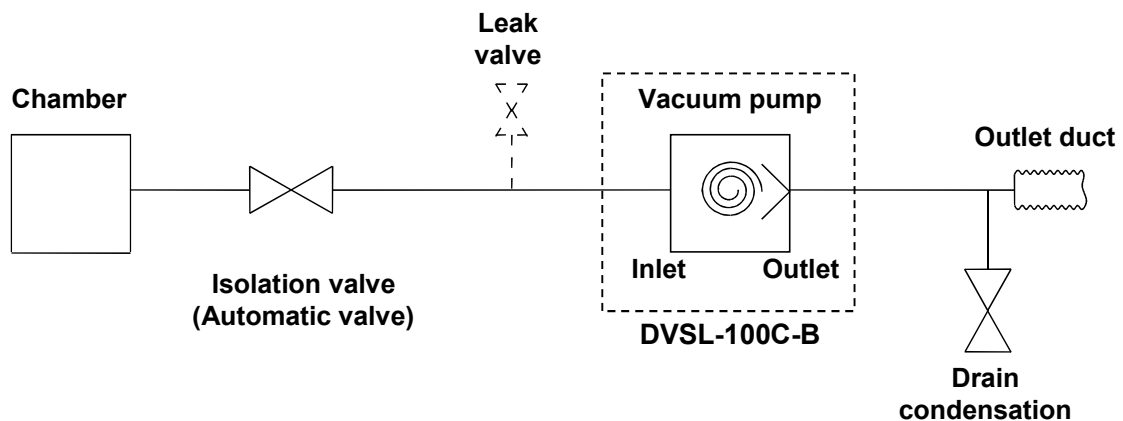 Leak
valve
Chamber
Vacuum pump
Outlet duct
Inlet
Outlet
Isolation valve
(Automatic valve)
DVSL-100C-B
Drain
condensation